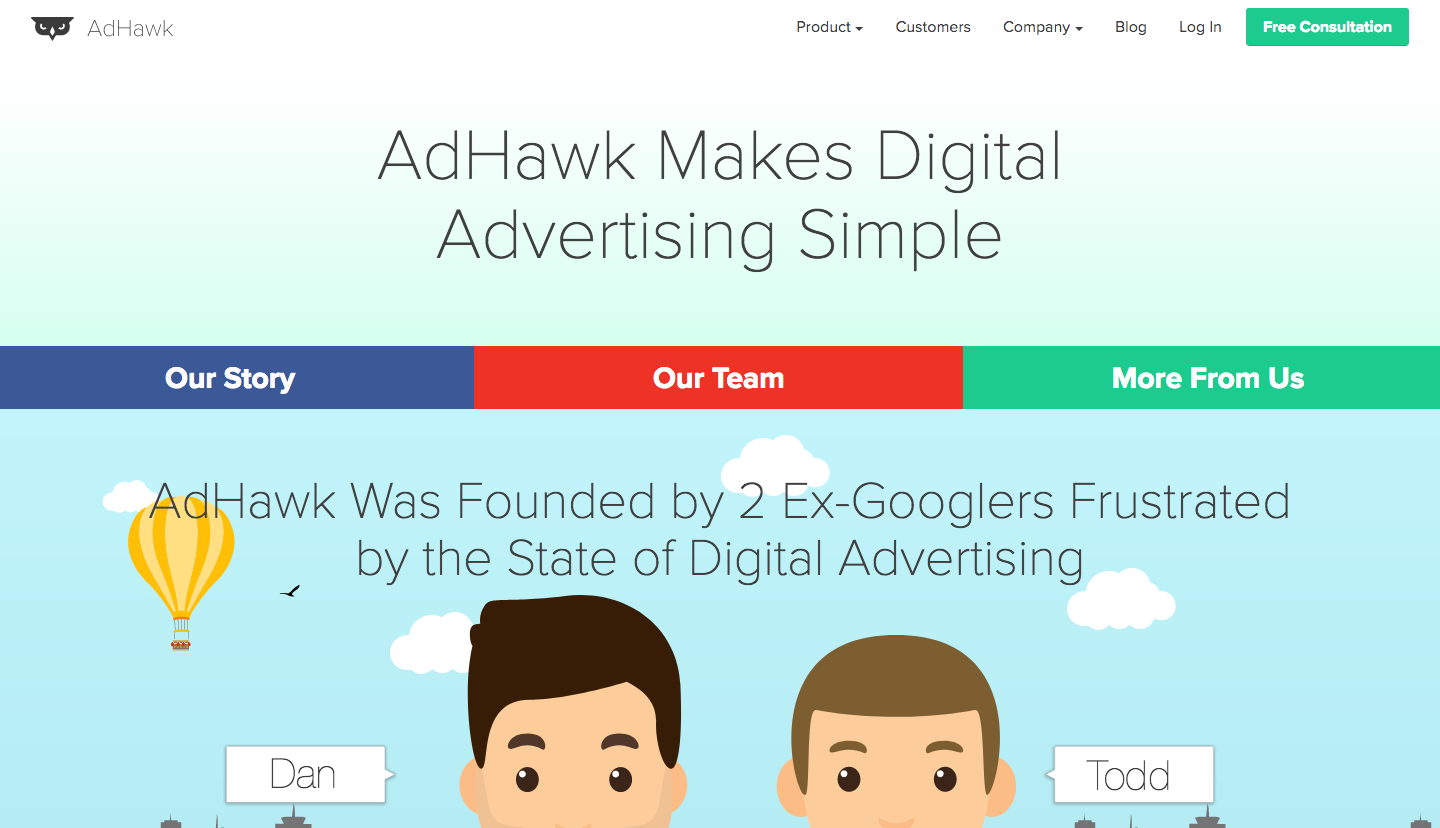 AdHawk
Product
Customers
Company
Blog
Log In
Free Consultation
AdHawk Makes Digital
Advertising Simple
Our Story
Our Team
More From Us
AdHawk Was Founded by 2 Ex-Googlers Frustrated
by the State of Digital Advertising
Dan
Todd